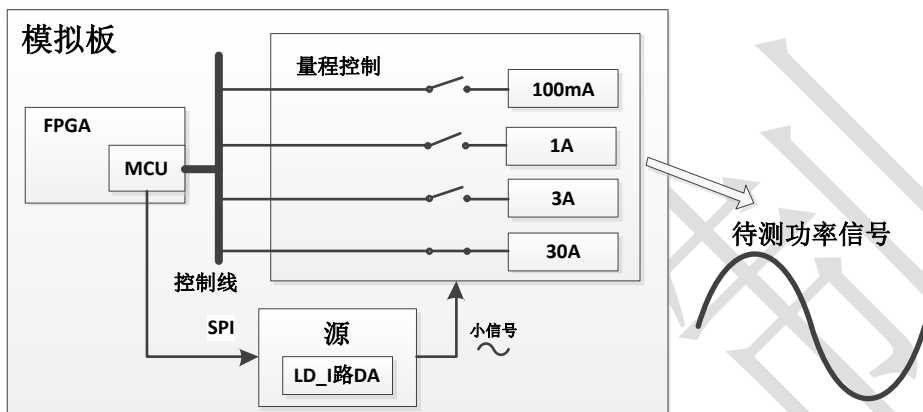 模拟板
量程控制
100mA
FPGA
MCU
1A
3A
待测功率信号
30A
控制线
SPI
源
小信号
LD_I路DA